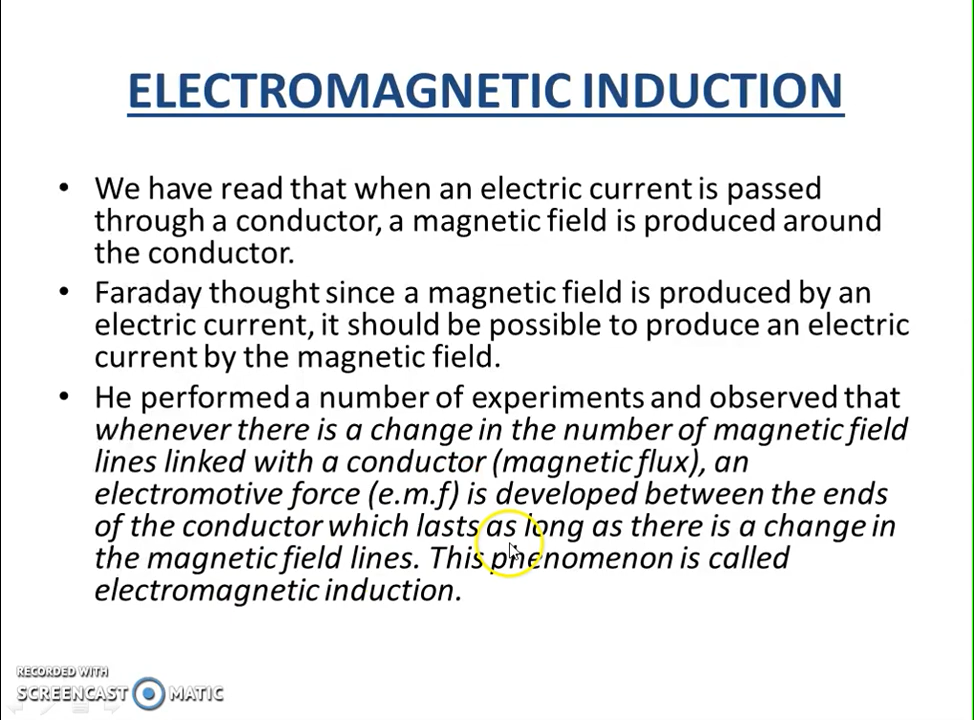 ELECTROMAGNETIC INDUCTION
• We have read that when an electric current is passed
through a conductor, a magnetic field is produced around
the conductor.
• Faraday thought since a magnetic field is produced by an
electric current, it should be possible to produce an electric
current by the magnetic field.
• He performed a number of experiments and observed that
whenever there is a change in the number of magnetic field
lines linked with a conductor (magnetic flux), an
electromotive force (e.m.f) is developed between the ends
of the conductor which lasts as long as there is a change in
the magnetic field lines. This phenomenon is called
electromagnetic induction.
RECORDED WITH
SCREENCAST MATIC